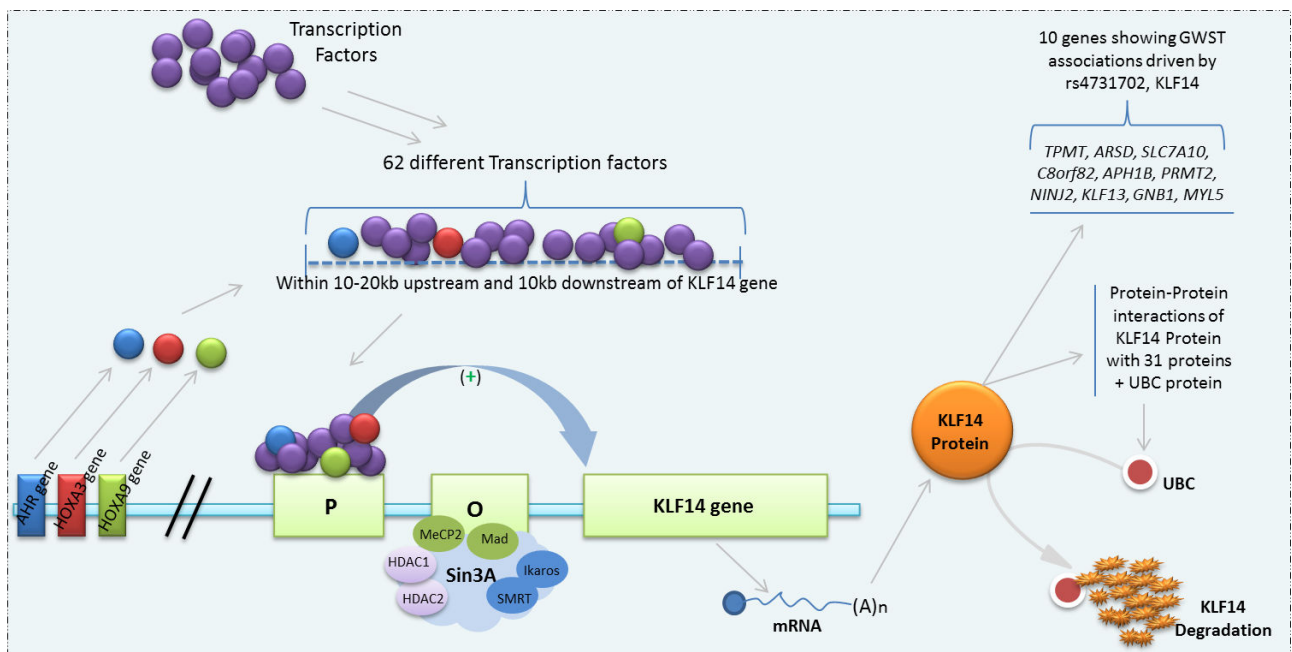 Transcription
Factors
10 genes showing GWST
associations driven by
rs4731702, KLF14
62 different Transcription factors
TPMT, ARSD, SLC7A10,
C8orf82, APH1B, PRMT2,
NINJ2, KLF13, GNB1, MYL5
Within 10-20kb upstream and 10kb downstream of KLF14 gene
Protein-Protein
interactions of
KLF14 Protein
with 31 proteins
+ UBC protein
(+)
KLF14
Protein
AHR gene
HOXA3 gene
HOXA9 gene
P
O
KLF14 gene
UBC
MeCP2
Mad
HDAC1
Sin3A
Ikaros
HDAC2
SMRT
(A)n
mRNA
KLF14
Degradation